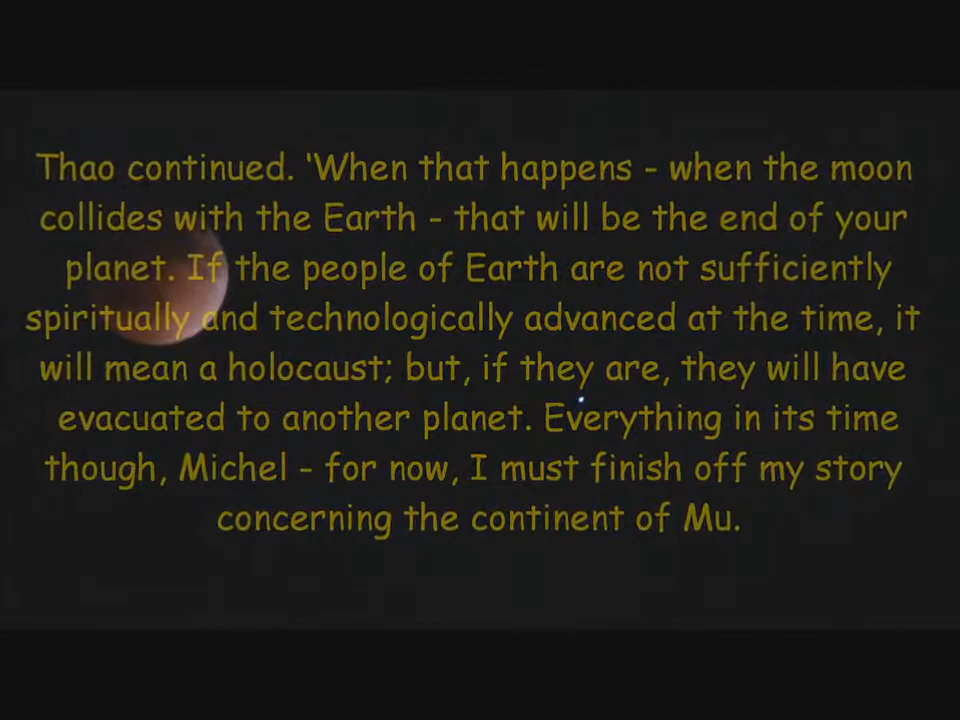 Thao continued. 'When that happens - when the moon
collides with the Earth - that will be the end of your
planet. If the people of Earth are not sufficiently
spiritually and technologically advanced at the time, it
will mean a holocaust; but, if they are, they will have
evacuated to another planet. Everything in its time
though, Michel - for now, I must finish off my story
concerning the continent of Mu.